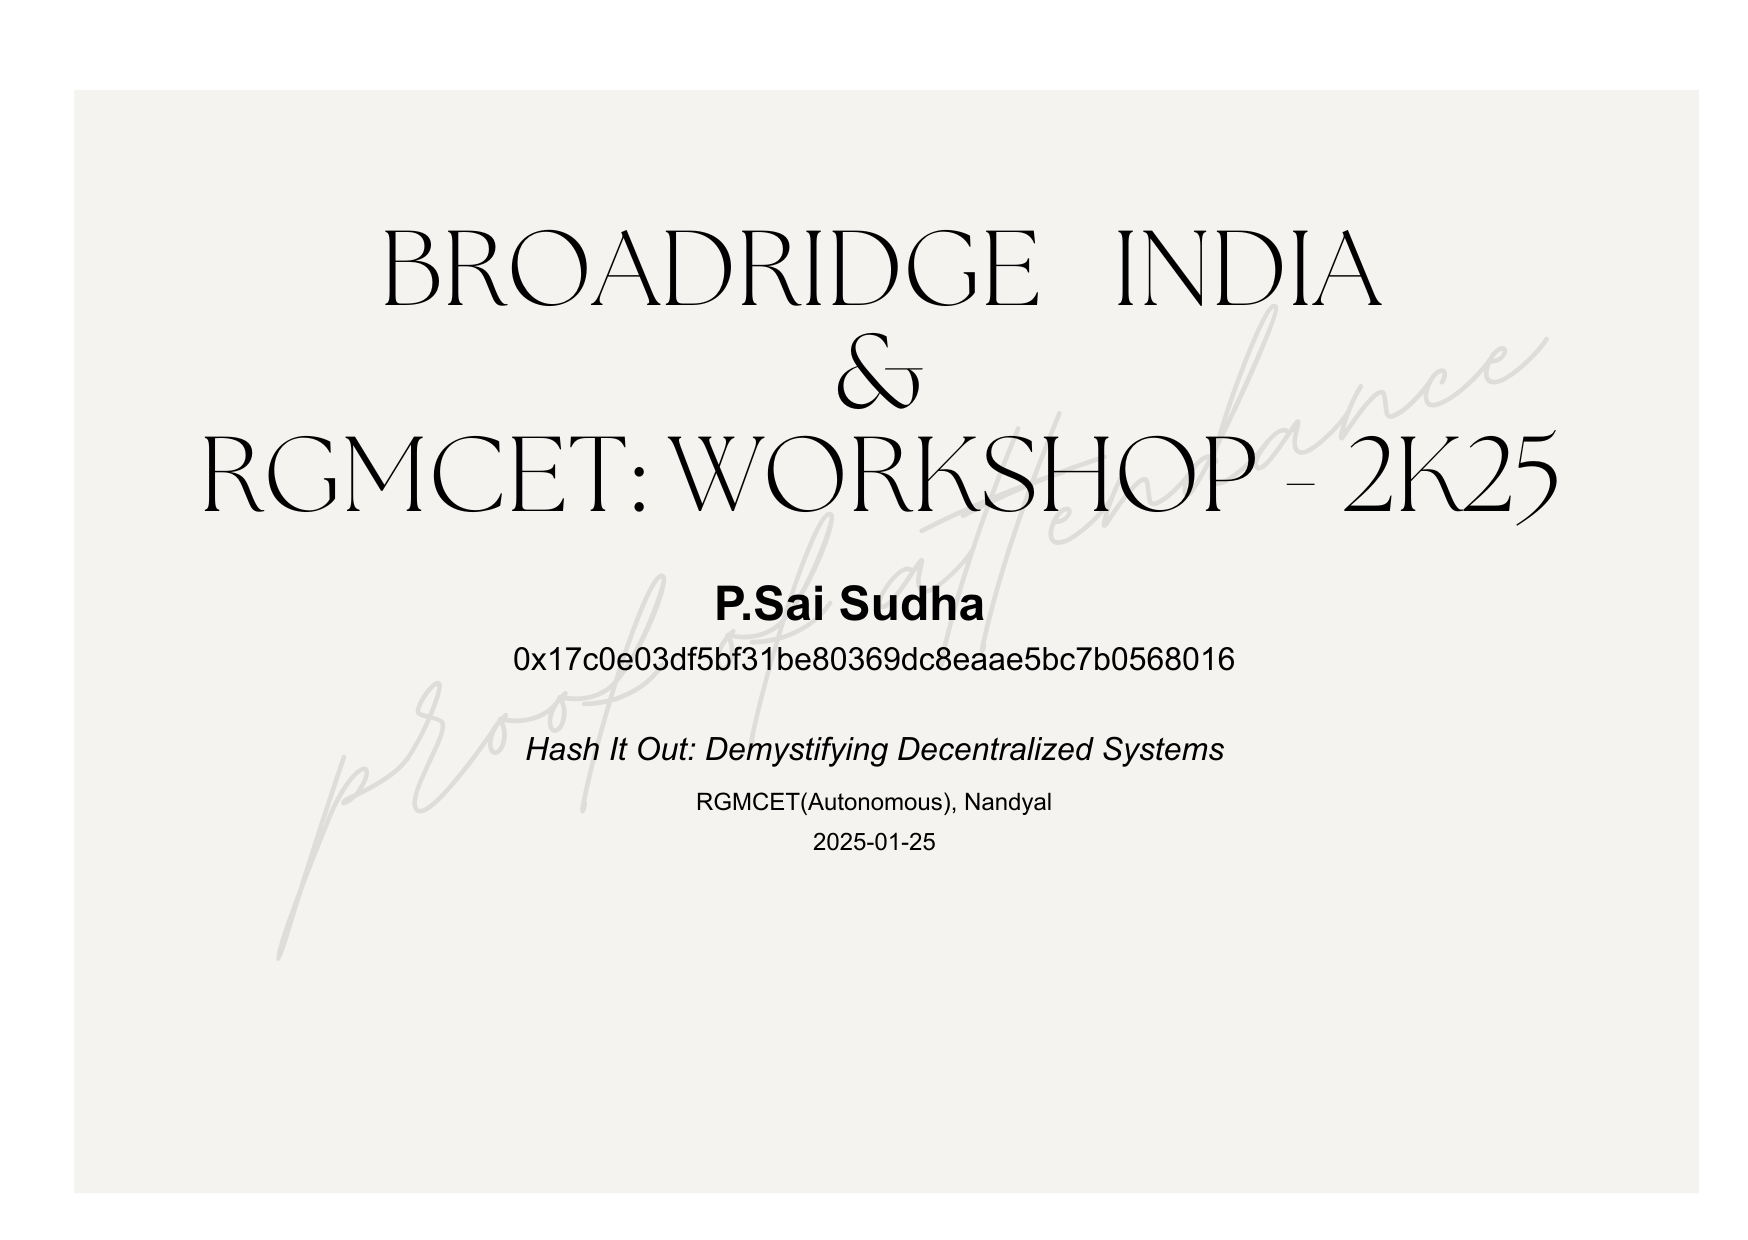 BROADRIDGE INDIA
&
RGMCET: WORKSHOP - 2K25
proof of attendance
P.Sai Sudha
0x17c0e03df5bf31be80369dc8eaae5bc7b0568016
Hash It Out: Demystifying Decentralized Systems
RGMCET(Autonomous), Nandyal
2025-01-25